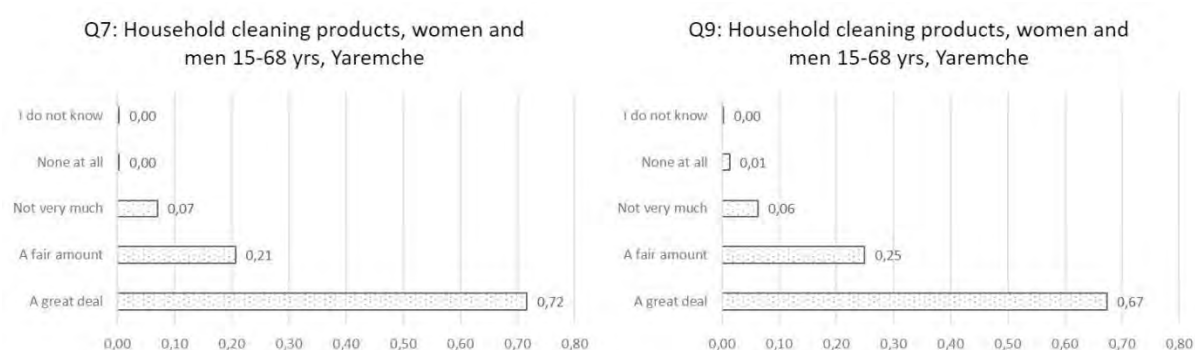 Q7: Household cleaning products, women and
men 15-68 yrs, Yaremche
I do not know 0,00
None at all 0,00
Not very much 0,07
A fair amount 0,21
A great deal 0,72
0,00 0,10 0,20 0,30 0,40 0,50 0,60 0,70 0,80
Q9: Household cleaning products, women and
men 15-68 yrs, Yaremche
I do not know 0,00
None at all 0,01
Not very much 0,06
A fair amount 0,25
A great deal 0,67
0,00 0,10 0,20 0,30 0,40 0,50 0,60 0,70 0,80